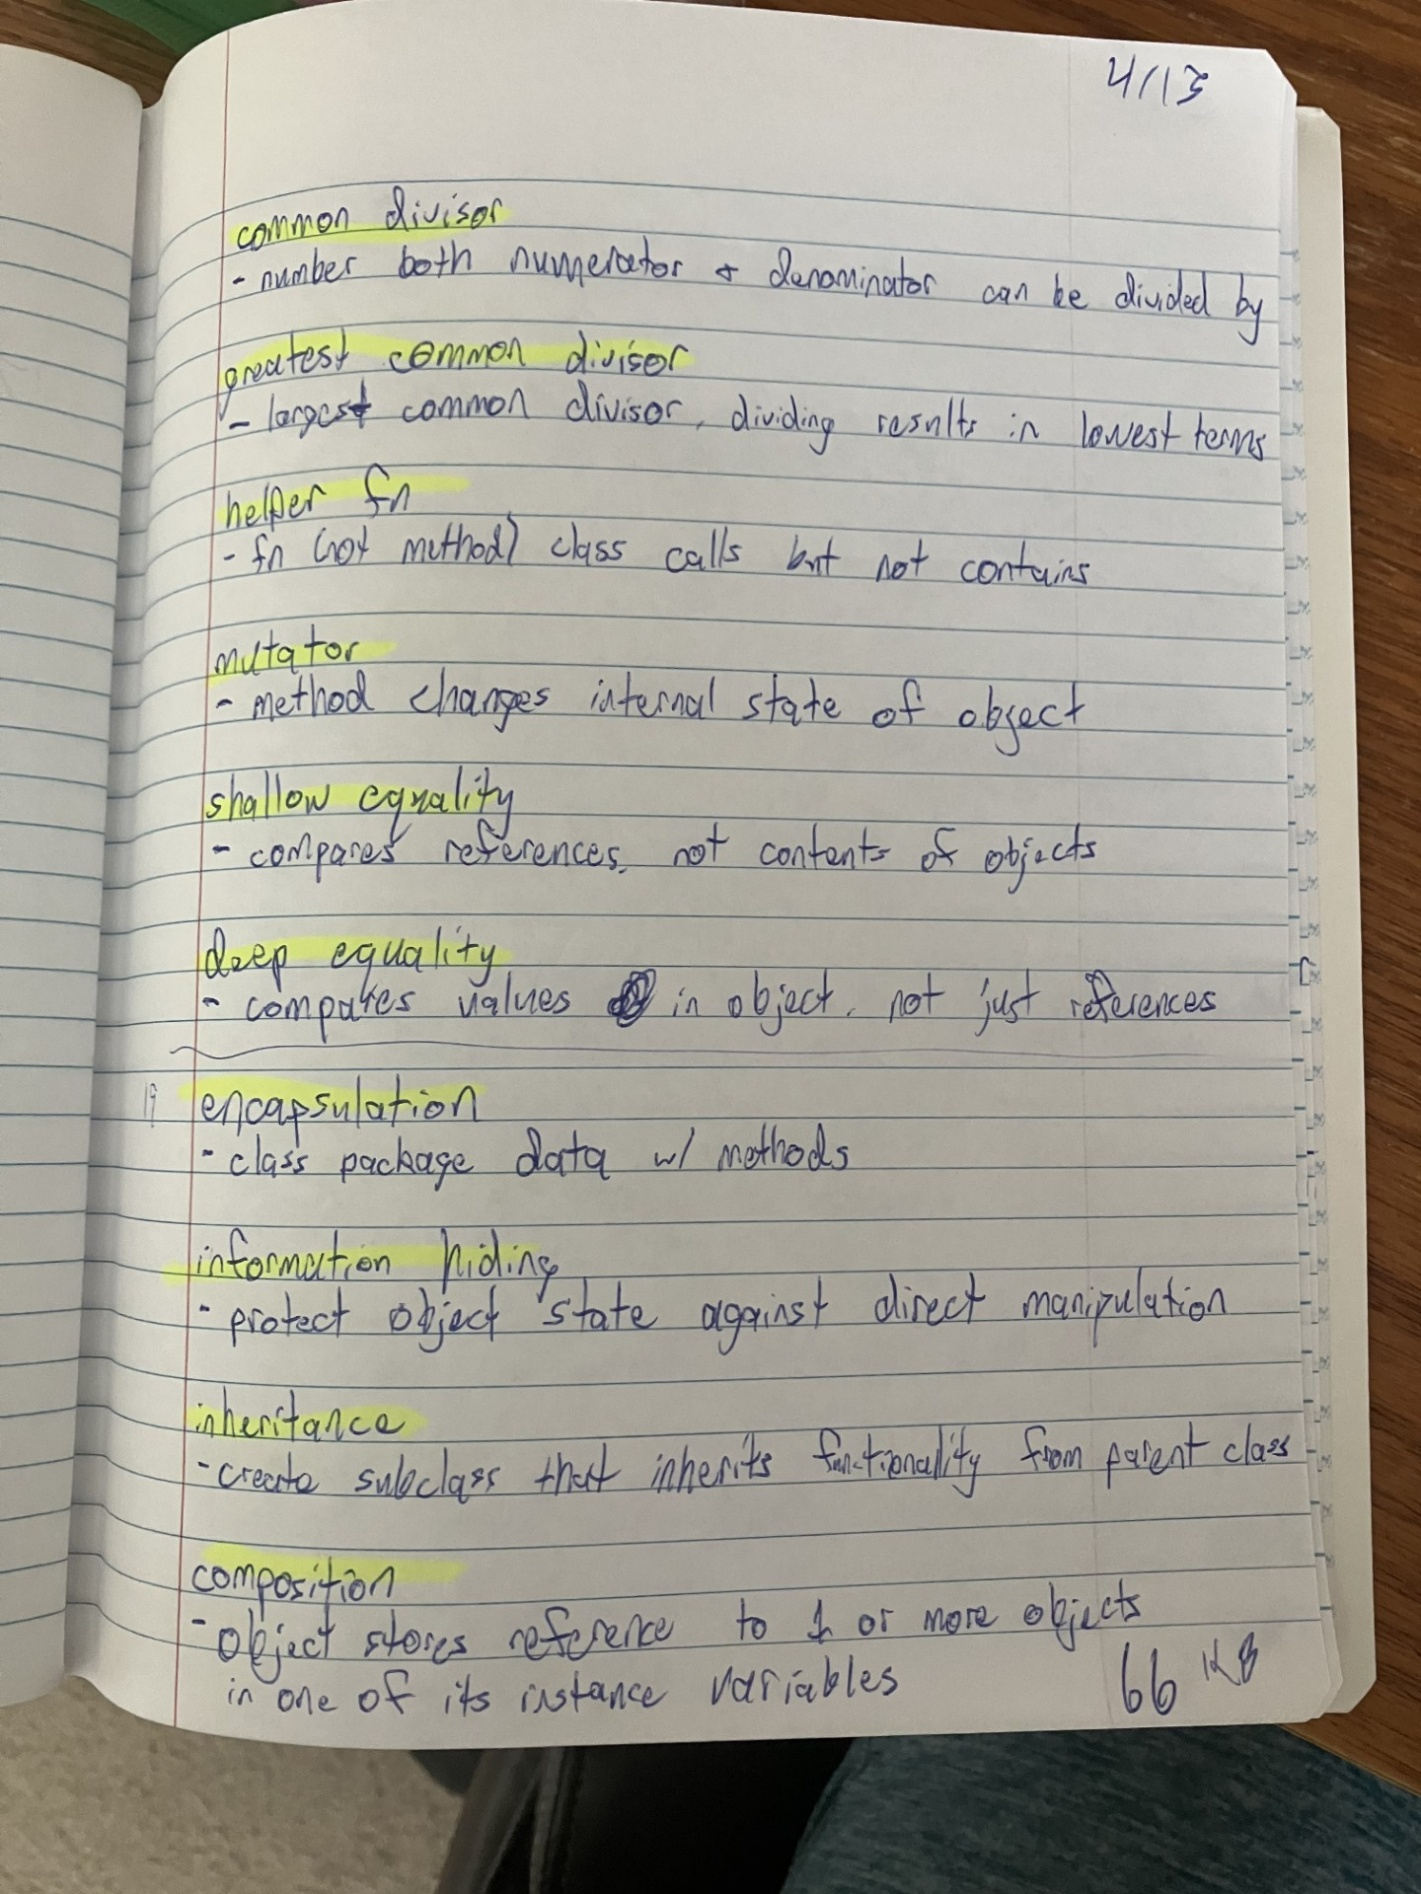 4/13
common divisor
- number both numerator & denominator can be divided by
greatest common divisor
- largest common divisor, dividing results in lowest terms
helper fn
- fn (not method) class calls but not contains
mutator
- method changes internal state of object
shallow equality
- compares references, not contents of objects
deep equality
- compares values in object, not just references
19 encapsulation
- class package data w/ methods
information hiding
- protect object state against direct manipulation
inheritance
- create subclass that inherits functionality from parent class
composition
- object stores reference to 1 or more objects
in one of its instance variables
66 KB